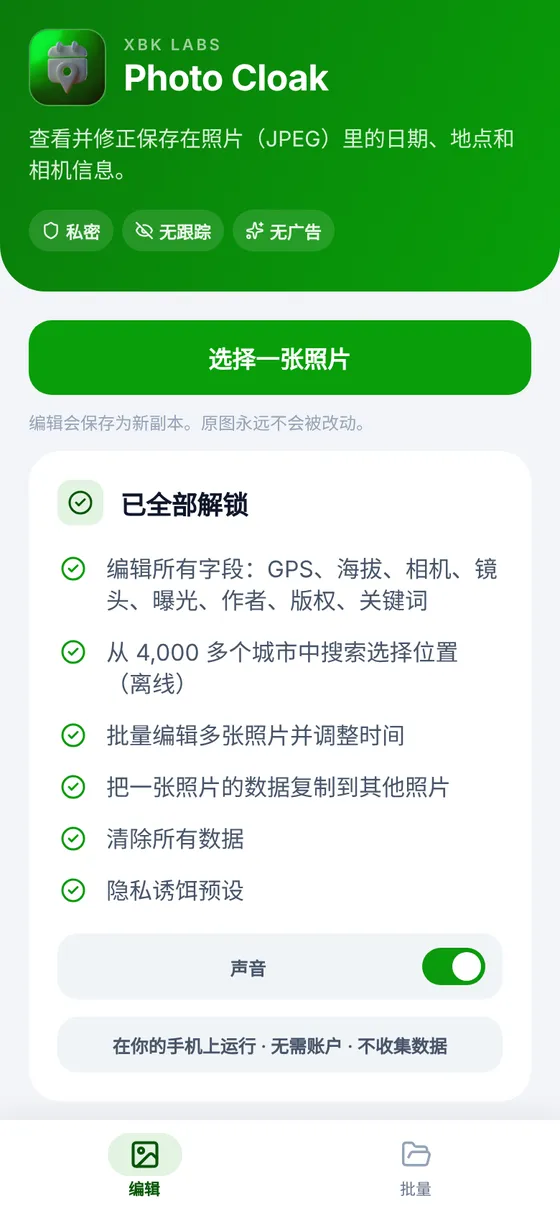 XBK LABS
Photo Cloak
查看并修正保存在照片（JPEG）里的日期、地点和
相机信息。
私密
无跟踪
无广告
选择一张照片
编辑会保存为新副本。原图永远不会被改动。
已全部解锁
编辑所有字段：GPS、海拔、相机、镜
头、曝光、作者、版权、关键词
从 4,000 多个城市中搜索选择位置
（离线）
批量编辑多张照片并调整时间
把一张照片的数据复制到其他照片
清除所有数据
隐私诱饵预设
声音
在你的手机上运行 · 无需账户 · 不收集数据
编辑
批量